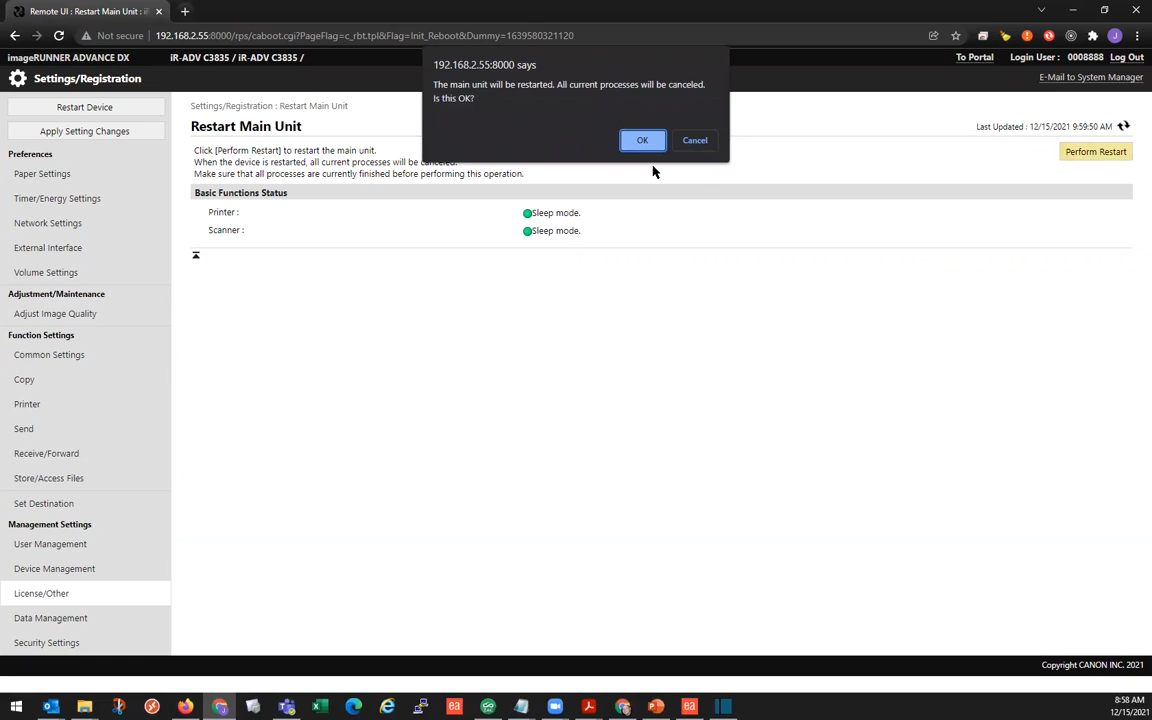 Remote UI : Restart Main Unit : i
Not secure
192.168.2.55:8000/rps/caboot.cgi?PageFlag=c_rbt.tpl&Flag=Init_Reboot&Dummy=1639580321120
J
imageRUNNER ADVANCE DX
iR-ADV C3835 / iR-ADV C3835 /
To Portal
Login User : 0008888
Log Out
Settings/Registration
E-Mail to System Manager
192.168.2.55:8000 says
The main unit will be restarted. All current processes will be canceled.
Is this OK?
OK
Cancel
Restart Device
Apply Setting Changes
Preferences
Paper Settings
Timer/Energy Settings
Network Settings
External Interface
Volume Settings
Adjustment/Maintenance
Adjust Image Quality
Function Settings
Common Settings
Copy
Printer
Send
Receive/Forward
Store/Access Files
Set Destination
Management Settings
User Management
Device Management
License/Other
Data Management
Security Settings
Settings/Registration : Restart Main Unit
Restart Main Unit
Last Updated : 12/15/2021 9:59:50 AM
Click [Perform Restart] to restart the main unit.
When the device is restarted, all current processes will be canceled.
Make sure that all processes are currently finished before performing this operation.
Perform Restart
Basic Functions Status
Printer :
Sleep mode.
Scanner :
Sleep mode.
Copyright CANON INC. 2021
ea
ea
8:58 AM
12/15/2021